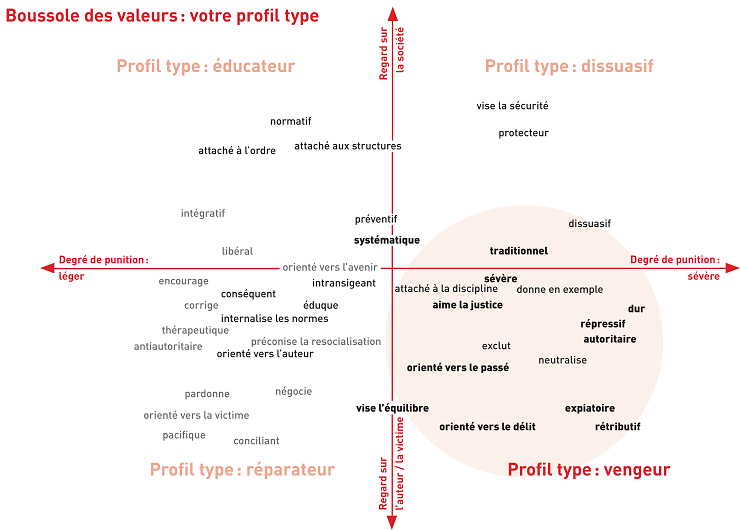 Boussole des valeurs : votre profil type
Regard sur
la société
Profil type : éducateur
Profil type : dissuasif
vise la sécurité
normatif
protecteur
attaché aux structures
attaché à l'ordre
intégratif
préventif
dissuasif
systématique
libéral
traditionnel
Degré de punition :
léger
orienté vers l'avenir
Degré de punition :
sévère
encourage
intransigeant
sévère
attaché à la discipline
donne en exemple
conséquent
corrige
éduque
aime la justice
dur
internalise les normes
répressif
thérapeutique
autoritaire
antiautoritaire
préconise la resocialisation
exclut
orienté vers l'auteur
neutralise
orienté vers le passé
pardonne
négocie
vise l'équilibre
expiatoire
orienté vers la victime
orienté vers le délit
rétributif
pacifique
conciliant
Profil type : réparateur
Regard sur
l'auteur / la victime
Profil type : vengeur